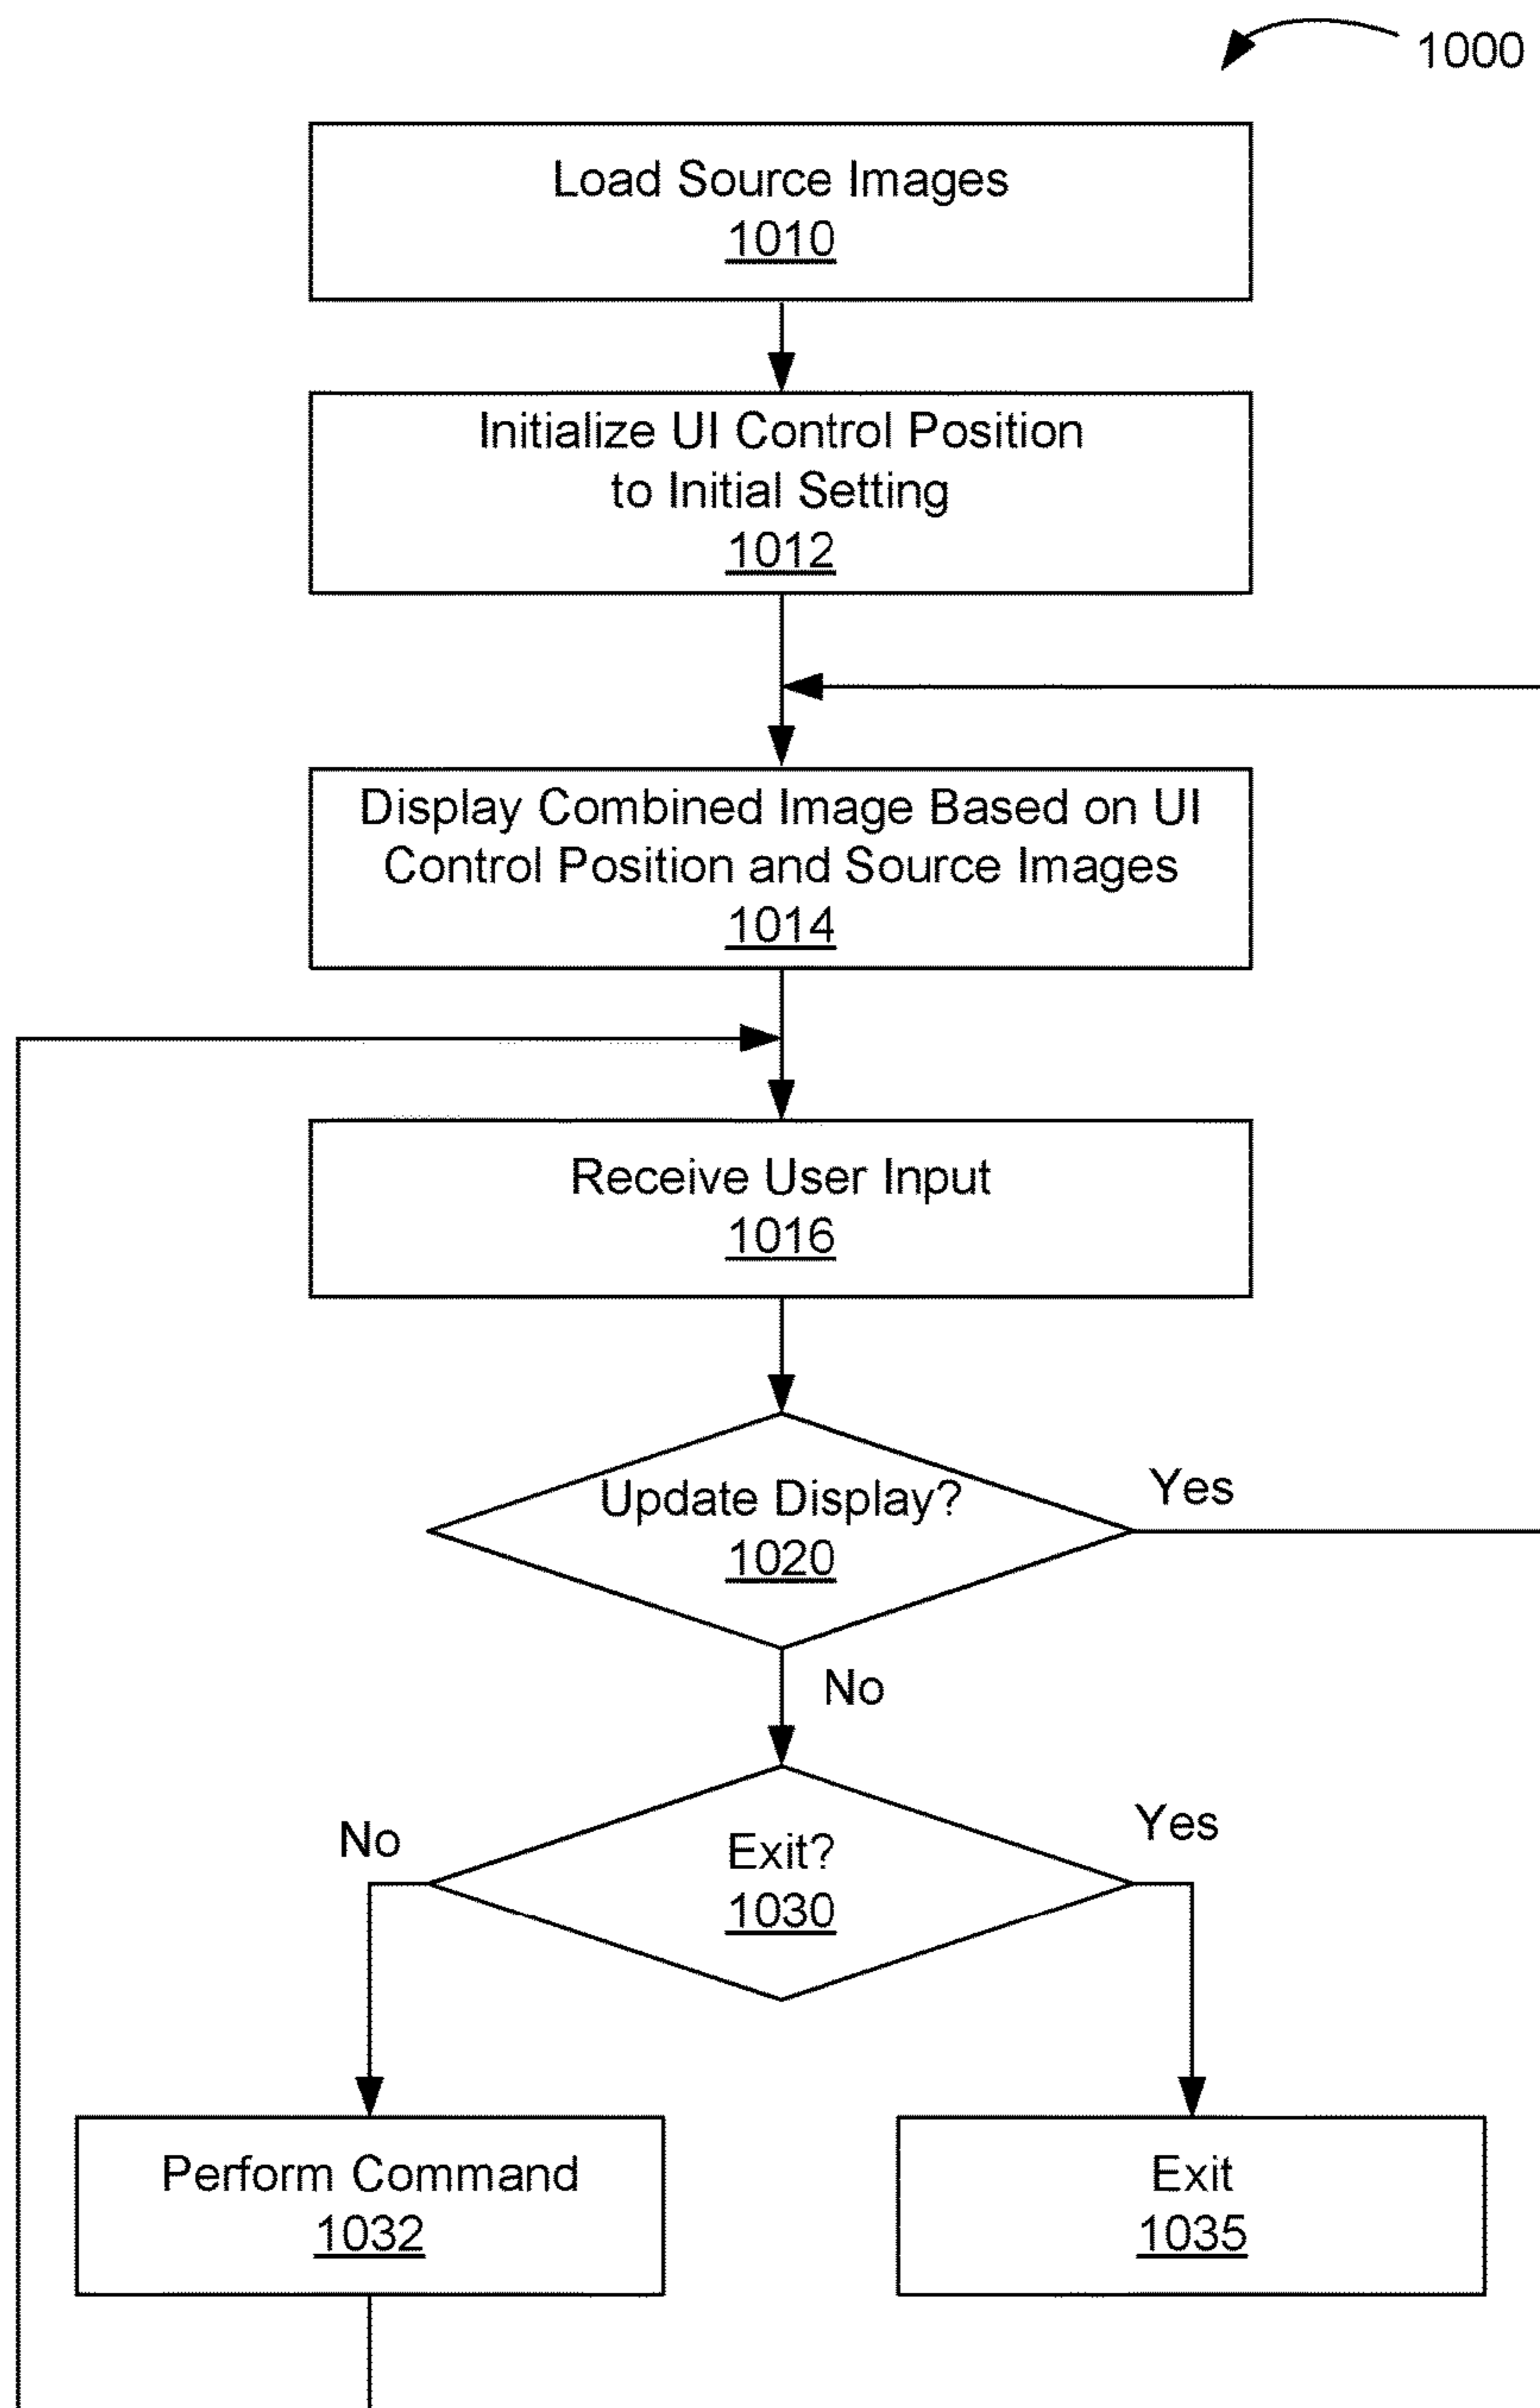 1000
Load Source Images
1010
Initialize UI Control Position
to Initial Setting
1012
Display Combined Image Based on UI
Control Position and Source Images
1014
Receive User Input
1016
Update Display?
1020
Yes
No
Exit?
1030
No
Yes
Perform Command
1032
Exit
1035